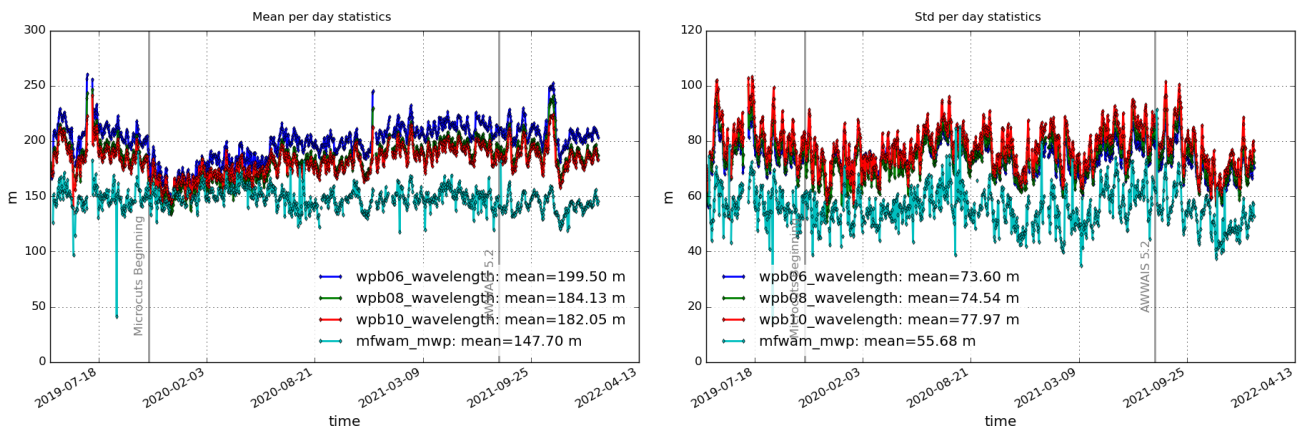 Mean per day statistics
300
250
200
150
100
50
0
m
Microcuts Beginning
AWWAIS 5.2
wpb06_wavelength: mean=199.50 m
wpb08_wavelength: mean=184.13 m
wpb10_wavelength: mean=182.05 m
mfwam_mwp: mean=147.70 m
2019-07-18
2020-02-03
2020-08-21
2021-03-09
2021-09-25
2022-04-13
time
Std per day statistics
120
100
80
60
40
20
0
m
Microcuts Beginning
AWWAIS 5.2
wpb06_wavelength: mean=73.60 m
wpb08_wavelength: mean=74.54 m
wpb10_wavelength: mean=77.97 m
mfwam_mwp: mean=55.68 m
2019-07-18
2020-02-03
2020-08-21
2021-03-09
2021-09-25
2022-04-13
time